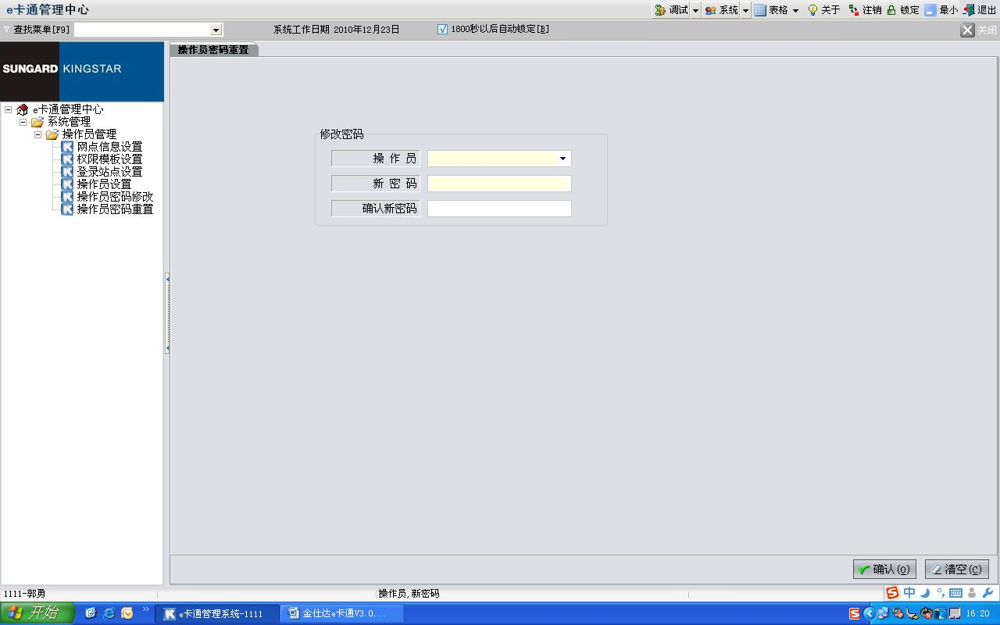 e卡通管理中心 调试 系统 表格 关于 注销 锁定 最小 退出
查找菜单[F9] 系统工作日期 2010年12月23日 1800秒以后自动锁定[B] 关闭
操作员密码重置
SUNGARD KINGSTAR
e卡通管理中心
系统管理
操作员管理
网点信息设置
权限模板设置
登录站点设置
操作员设置
操作员密码修改
操作员密码重置
修改密码
操 作 员
新 密 码
确认新密码
确认(O) 清空(C)
1111-郭勇 操作员,新密码 中
开始 e卡通管理系统-1111 金仕达e卡通V3.0... 16:20